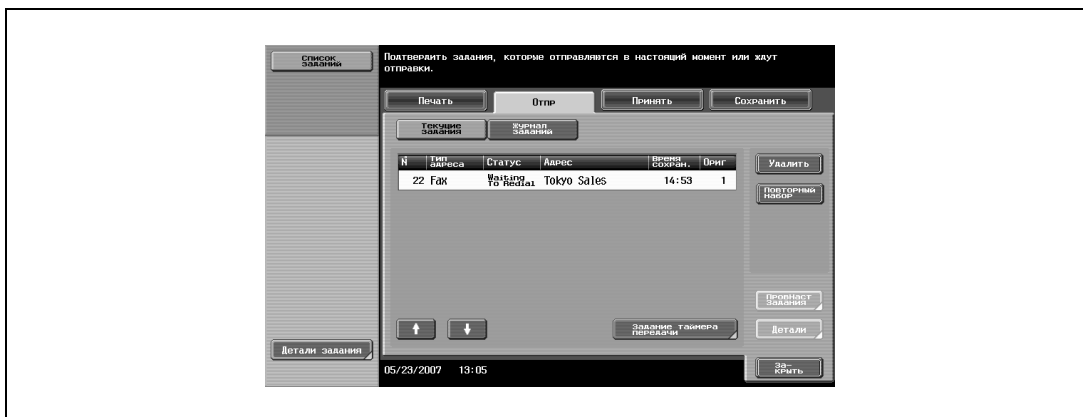 Список
заданий
Подтвердить задания, которые отправляются в настоящий момент или ждут
отправки.
Печать
Отпр
Принять
Сохранить
Текущие
задания
Журнал
заданий
N Тип адреса Статус Адрес Время сохран. Ориг
22 Fax Waiting To Redial Tokyo Sales 14:53 1
Удалить
Повторный
набор
ПровНаст
Задания
Задание таймера
передачи
Детали
Детали задания
05/23/2007 13:05
За-
крыть